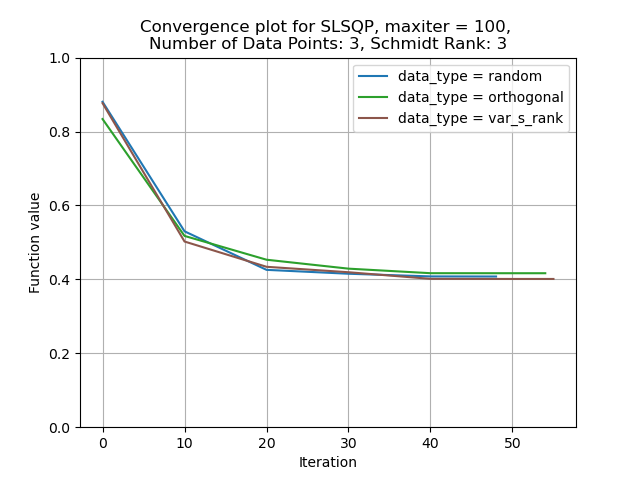 Convergence plot for SLSQP, maxiter = 100,
Number of Data Points: 3, Schmidt Rank: 3
data_type = random
data_type = orthogonal
data_type = var_s_rank
Function value
1.0
0.8
0.6
0.4
0.2
0.0
0 10 20 30 40 50
Iteration